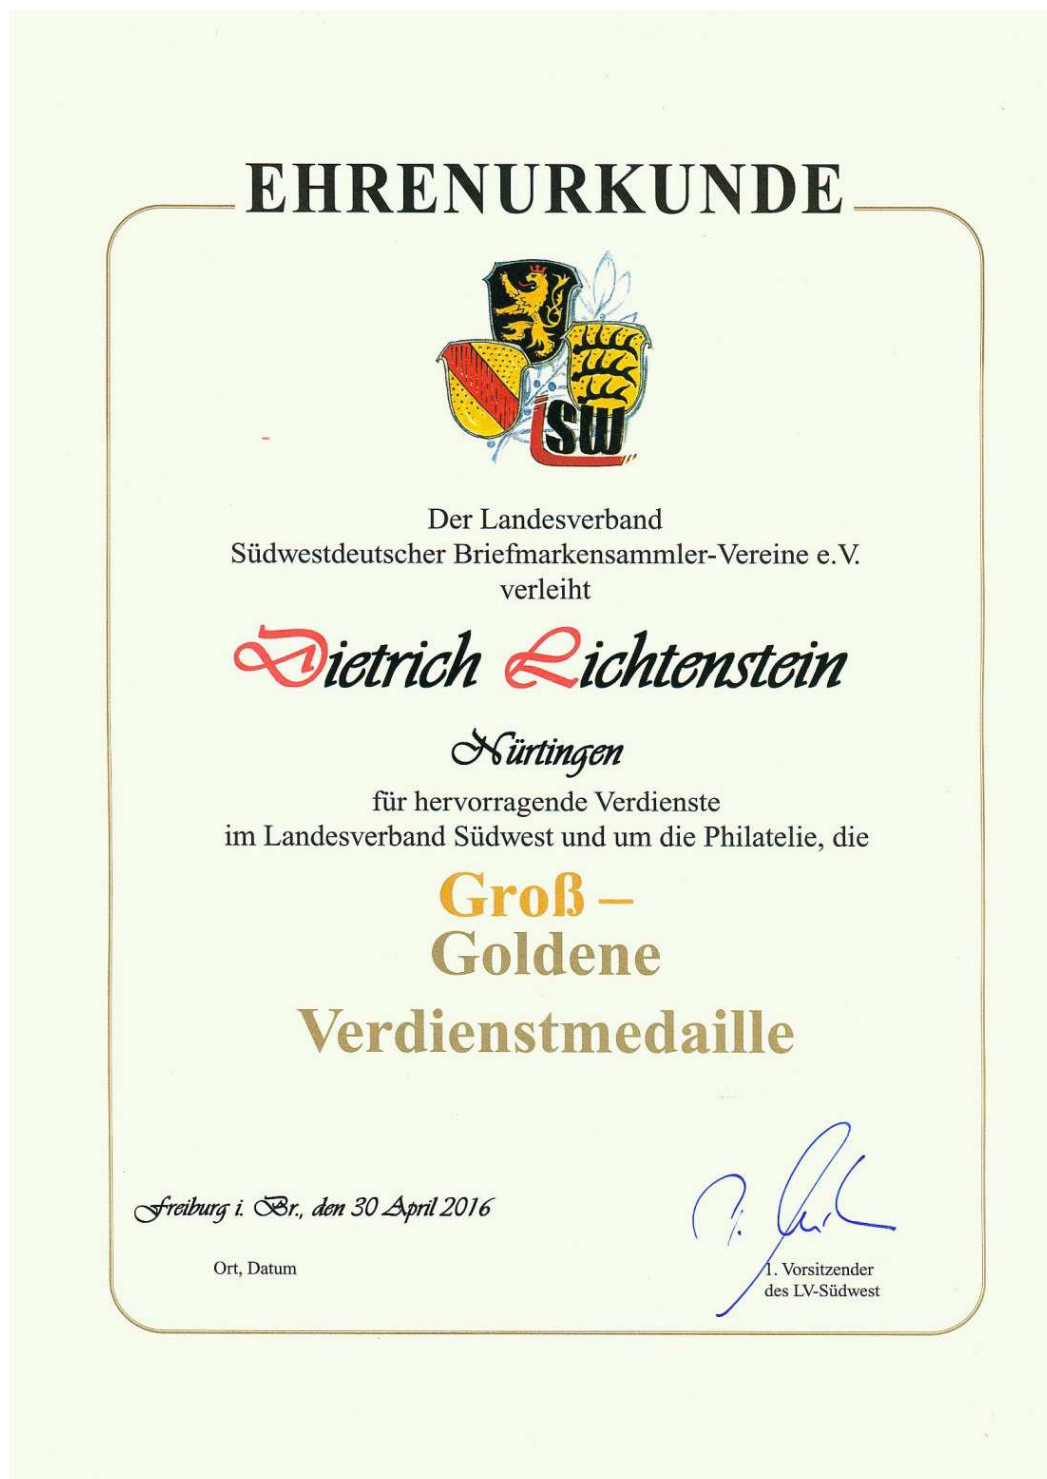 EHRENURKUNDE
SW
Der Landesverband
Südwestdeutscher Briefmarkensammler-Vereine e.V.
verleiht
Dietrich Lichtenstein
Nürtingen
für hervorragende Verdienste
im Landesverband Südwest und um die Philatelie, die
Groß –
Goldene
Verdienstmedaille
Freiburg i. Br., den 30 April 2016
Ort, Datum
1. Vorsitzender
des LV-Südwest